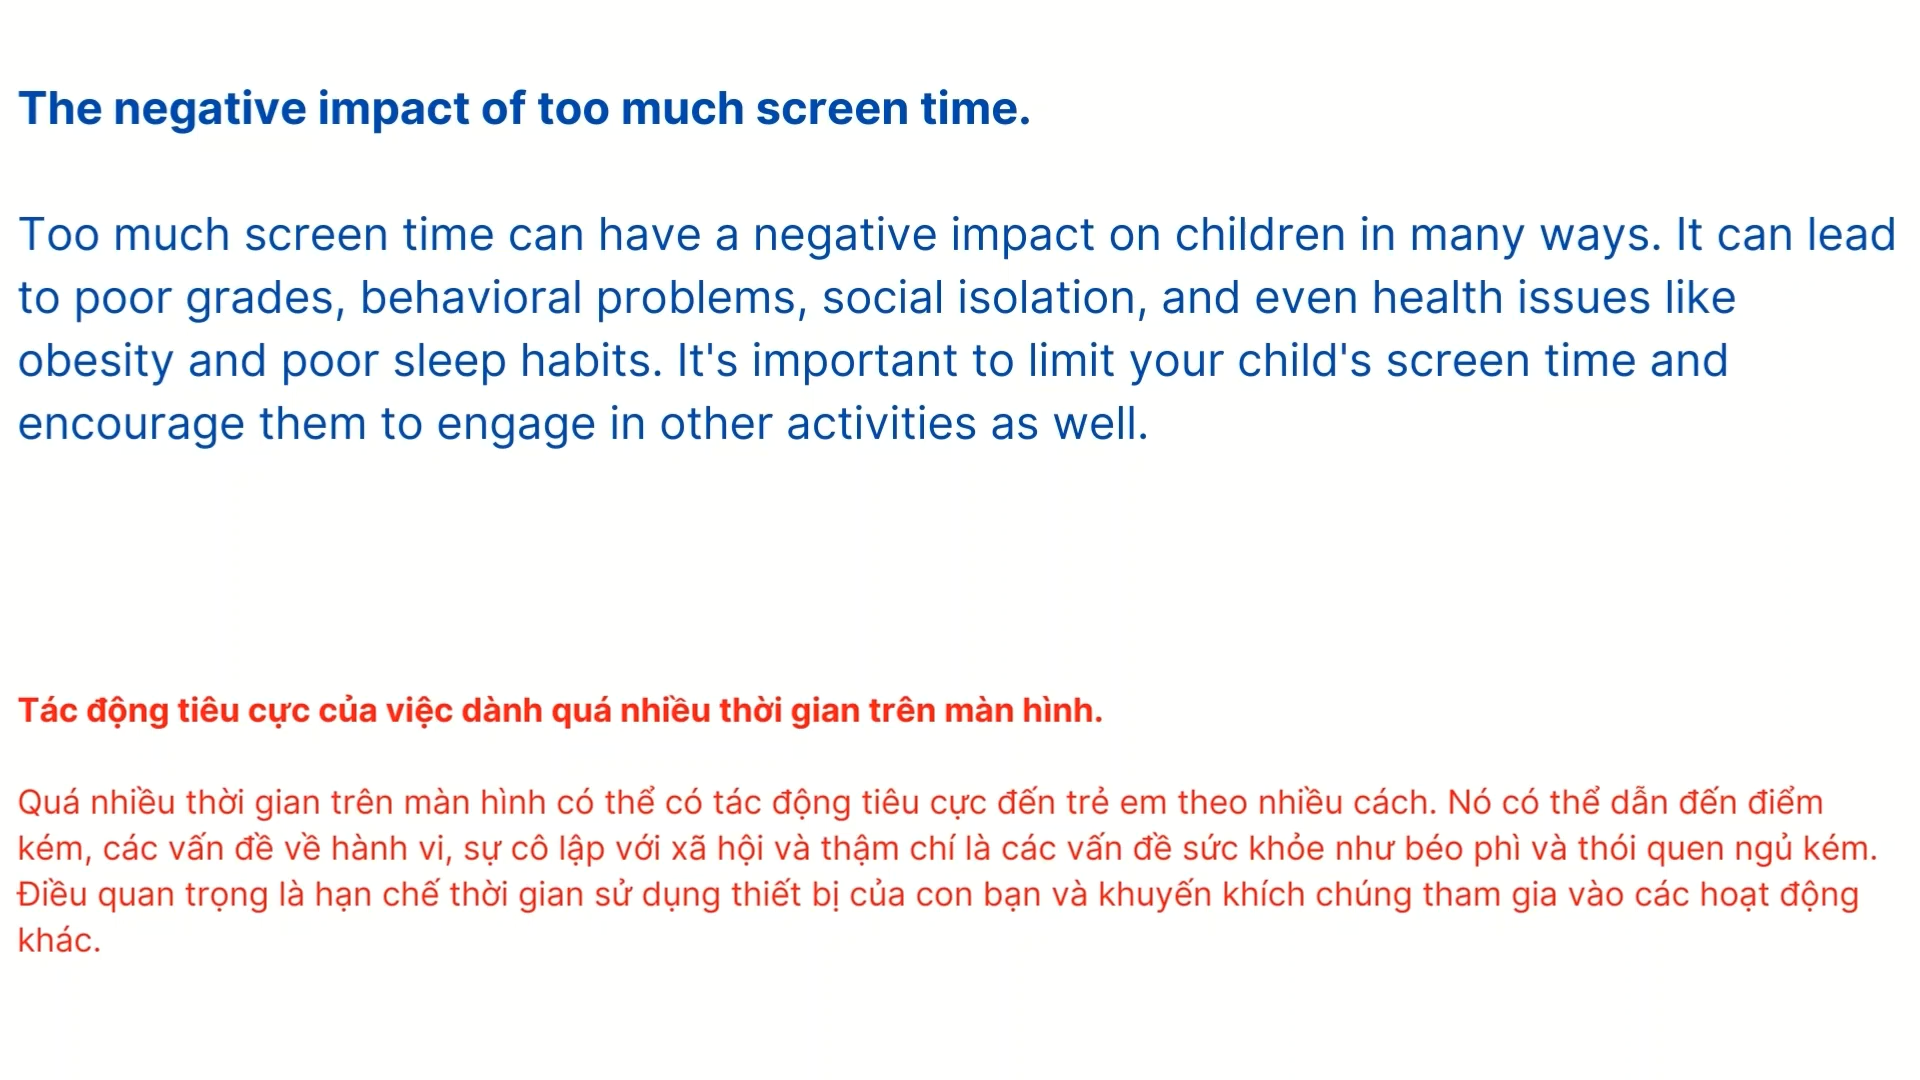 The negative impact of too much screen time.
Too much screen time can have a negative impact on children in many ways. It can lead
to poor grades, behavioral problems, social isolation, and even health issues like
obesity and poor sleep habits. It's important to limit your child's screen time and
encourage them to engage in other activities as well.
Tác động tiêu cực của việc dành quá nhiều thời gian trên màn hình.
Quá nhiều thời gian trên màn hình có thể có tác động tiêu cực đến trẻ em theo nhiều cách. Nó có thể dẫn đến điểm
kém, các vấn đề về hành vi, sự cô lập với xã hội và thậm chí là các vấn đề sức khỏe như béo phì và thói quen ngủ kém.
Điều quan trọng là hạn chế thời gian sử dụng thiết bị của con bạn và khuyến khích chúng tham gia vào các hoạt động
khác.